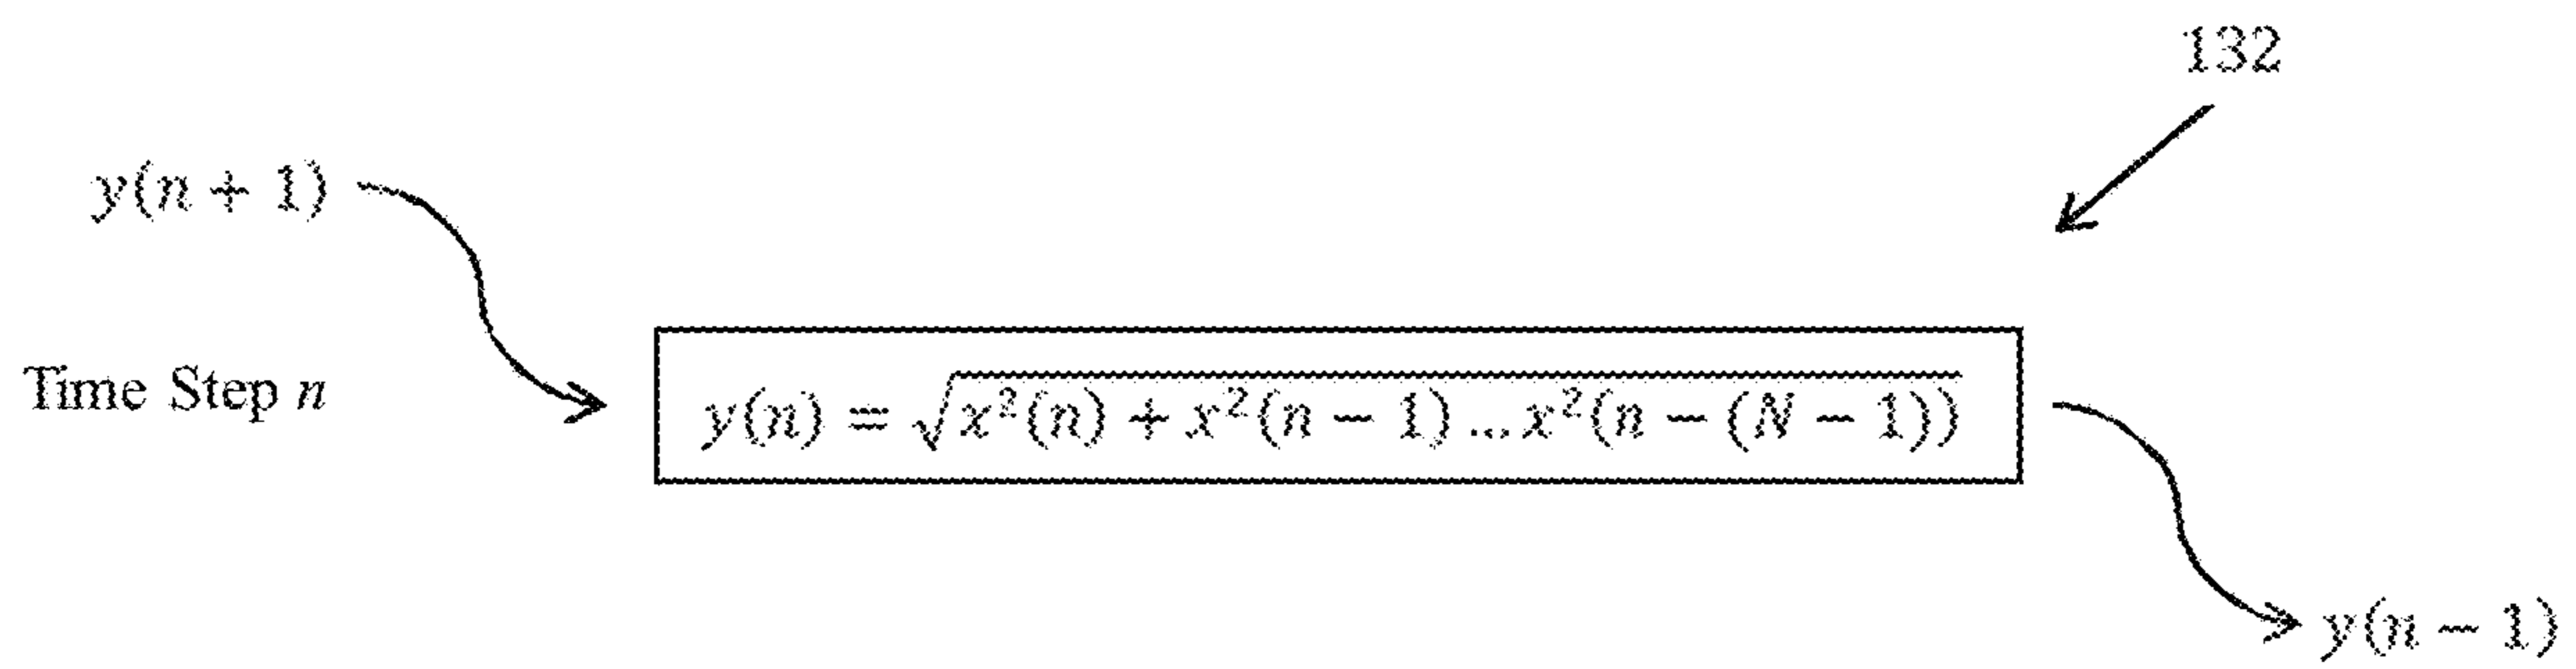 132
y(n + 1)
Time Step n
y(n) = √x²(n) + x²(n − 1) ... x²(n − (N − 1))
y(n − 1)